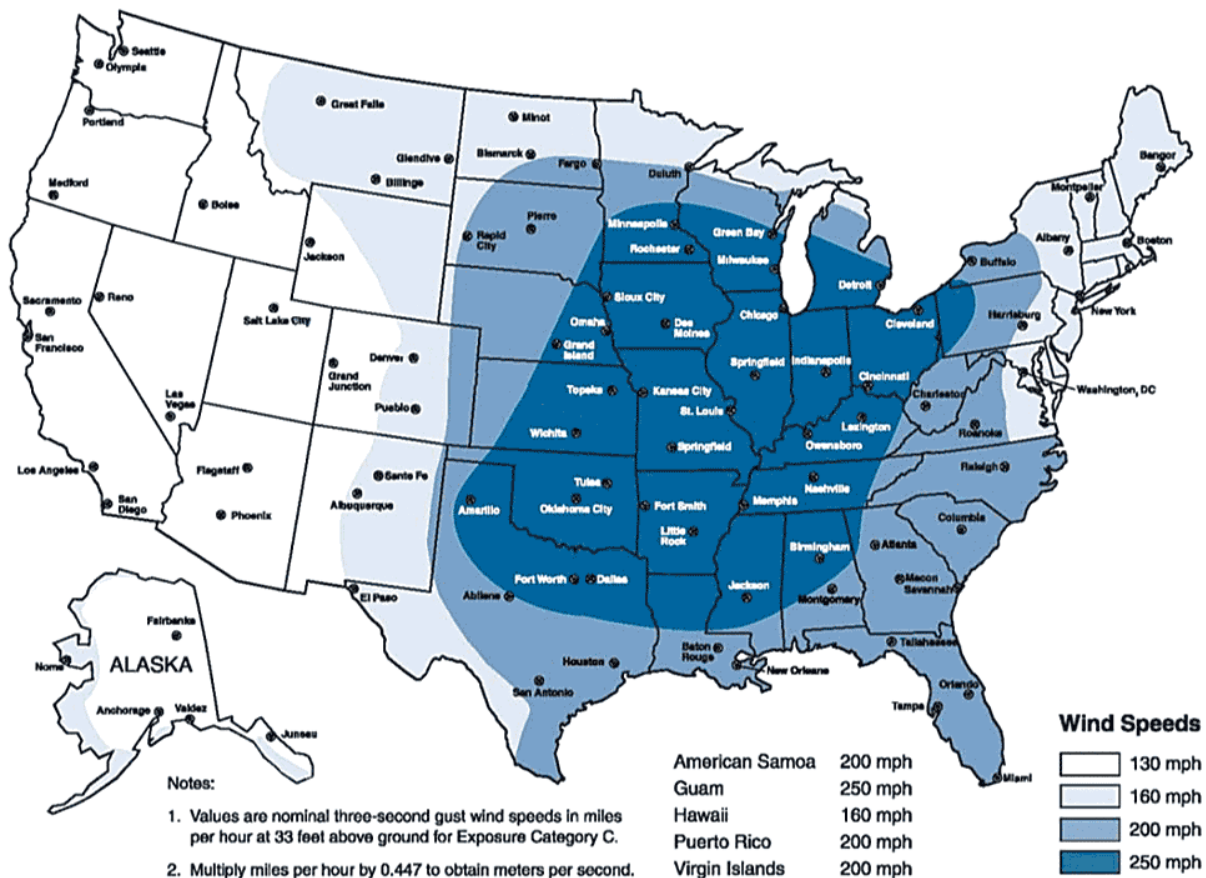 Seattle
Olympia
Portland
Medford
Boise
Great Falls
Glendive
Billings
Minot
Bismarck
Fargo
Duluth
Bangor
Montpelier
Albany
Boston
Buffalo
New York
Harrisburg
Washington, DC
Jackson
Pierre
Rapid
City
Minneapolis
Rochester
Green Bay
Milwaukee
Detroit
Sacramento
San
Francisco
Reno
Salt Lake City
Sioux City
Omaha
Des
Moines
Grand
Island
Chicago
Cleveland
Grand
Junction
Denver
Pueblo
Las
Vegas
Topeka
Kansas City
Springfield
Indianapolis
Cincinnati
St. Louis
Charleston
Roanoke
Lexington
Owensboro
Wichita
Springfield
Raleigh
Los Angeles
San
Diego
Flagstaff
Phoenix
Sante Fe
Albuquerque
Amarillo
Tulsa
Oklahoma City
Fort Smith
Little
Rock
Memphis
Nashville
Columbia
Birmingham
Atlanta
Macon
Savannah
El Paso
Abilene
Fort Worth
Dallas
Jackson
Montgomery
Tallahassee
Houston
San Antonio
Baton
Rouge
New Orleans
Orlando
Tampa
Miami
Fairbanks
Nome
ALASKA
Anchorage
Valdez
Juneau
Notes:
1. Values are nominal three-second gust wind speeds in miles
per hour at 33 feet above ground for Exposure Category C.
2. Multiply miles per hour by 0.447 to obtain meters per second.
American Samoa 200 mph
Guam 250 mph
Hawaii 160 mph
Puerto Rico 200 mph
Virgin Islands 200 mph
Wind Speeds
130 mph
160 mph
200 mph
250 mph